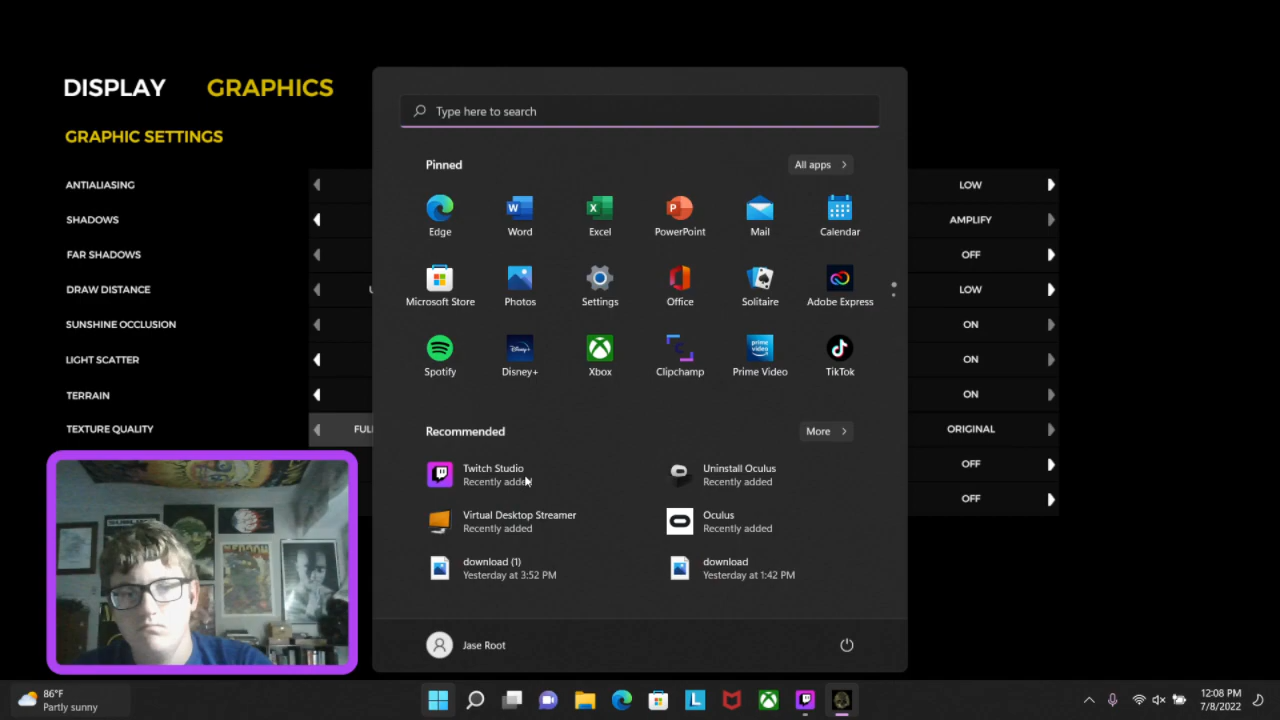 DISPLAY GRAPHICS
GRAPHIC SETTINGS
ANTIALIASING
LOW
SHADOWS
AMPLIFY
FAR SHADOWS
OFF
DRAW DISTANCE
LOW
SUNSHINE OCCLUSION
ON
LIGHT SCATTER
ON
TERRAIN
ON
TEXTURE QUALITY
FULL
ORIGINAL
OFF
OFF
Type here to search
Pinned
All apps
Edge
Word
Excel
PowerPoint
Mail
Calendar
Microsoft Store
Photos
Settings
Office
Solitaire
Adobe Express
Spotify
Disney+
Xbox
Clipchamp
Prime Video
TikTok
Recommended
More
Twitch Studio
Recently added
Uninstall Oculus
Recently added
Virtual Desktop Streamer
Recently added
Oculus
Recently added
download (1)
Yesterday at 3:52 PM
download
Yesterday at 1:42 PM
Jase Root
86°F
Partly sunny
12:08 PM
7/8/2022